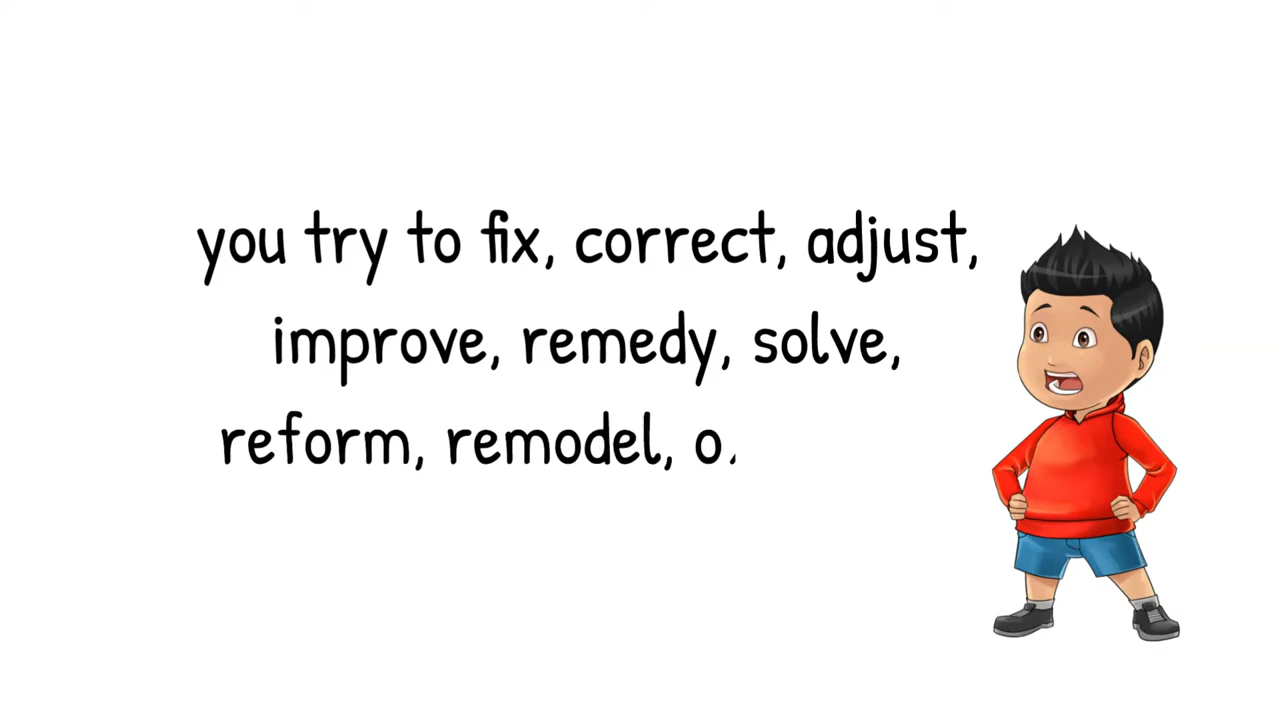 you try to fix, correct, adjust,
improve, remedy, solve,
reform, remodel, o